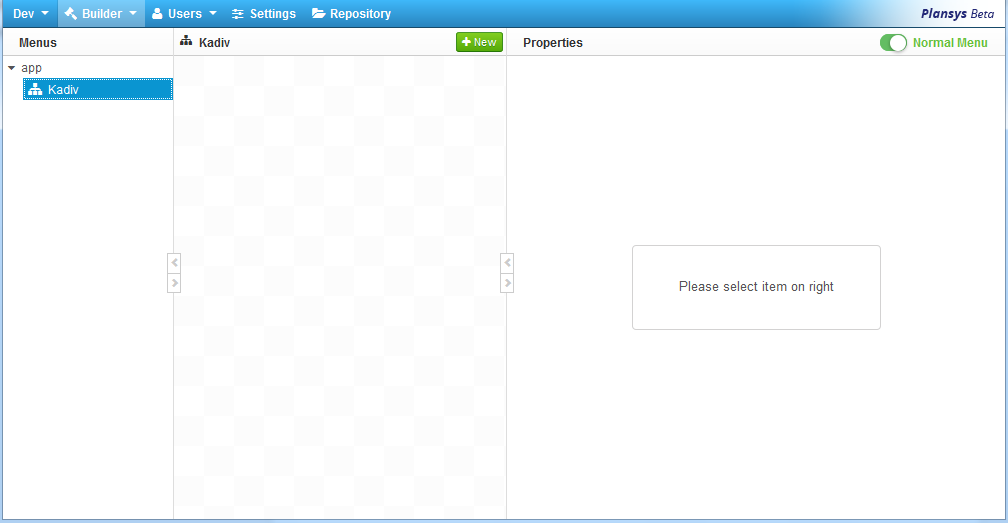 Dev Builder Users Settings Repository Plansys Beta
Menus Kadiv New Properties Normal Menu
app
Kadiv
Please select item on right